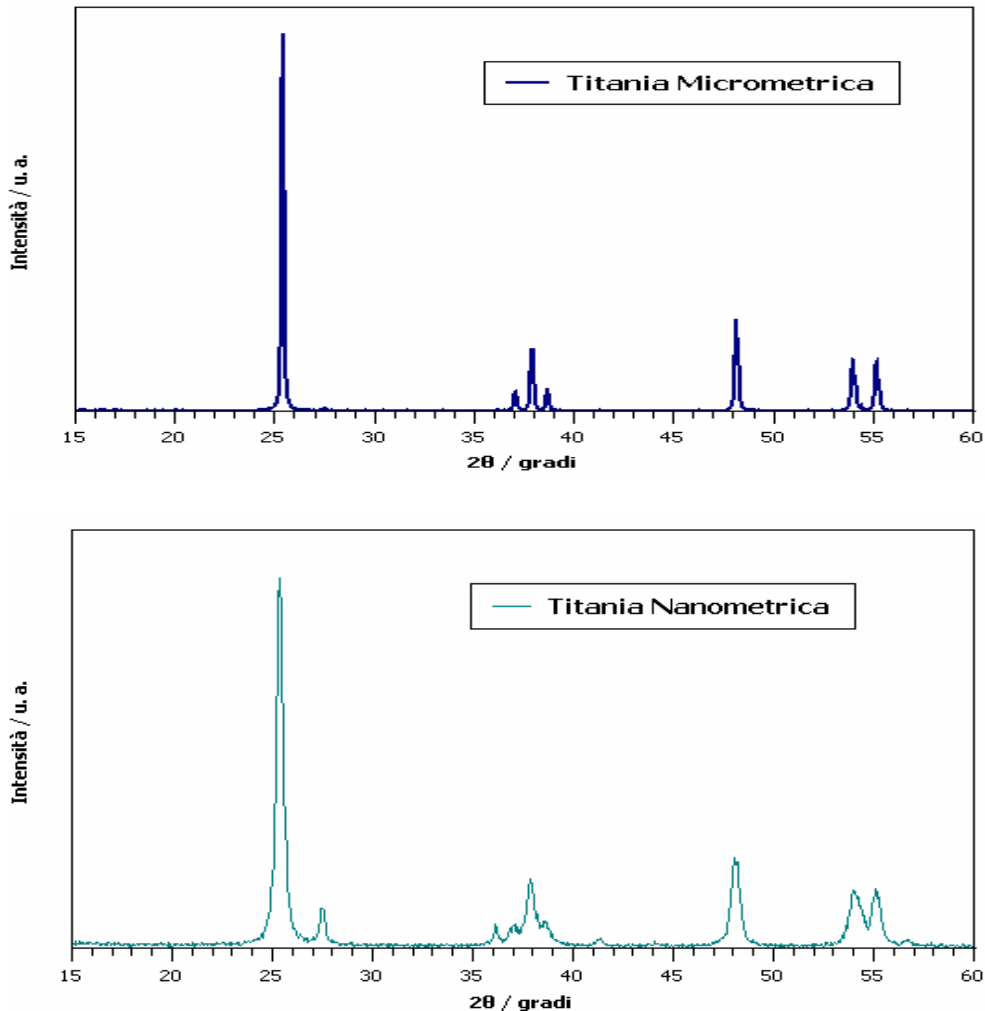 Titania Micrometrica
Intensità / u. a.
15 20 25 30 35 40 45 50 55 60
2θ / gradi
Titania Nanometrica
Intensità / u. a.
15 20 25 30 35 40 45 50 55 60
2θ / gradi